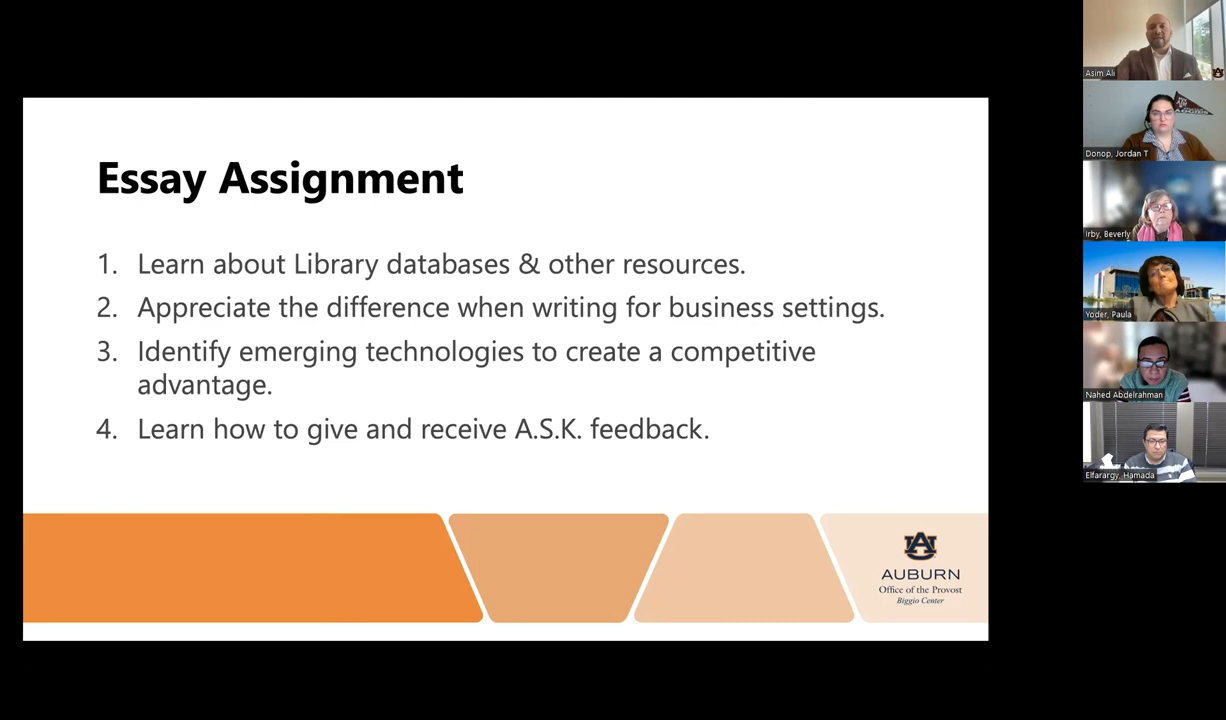 Essay Assignment
1. Learn about Library databases & other resources.
2. Appreciate the difference when writing for business settings.
3. Identify emerging technologies to create a competitive
advantage.
4. Learn how to give and receive A.S.K. feedback.
AUBURN
Office of the Provost
Biggio Center
Asim Ali
Donop, Jordan T
Irby, Beverly
Yoder, Paula
Nahed Abdelrahman
Elfarargy, Hamada